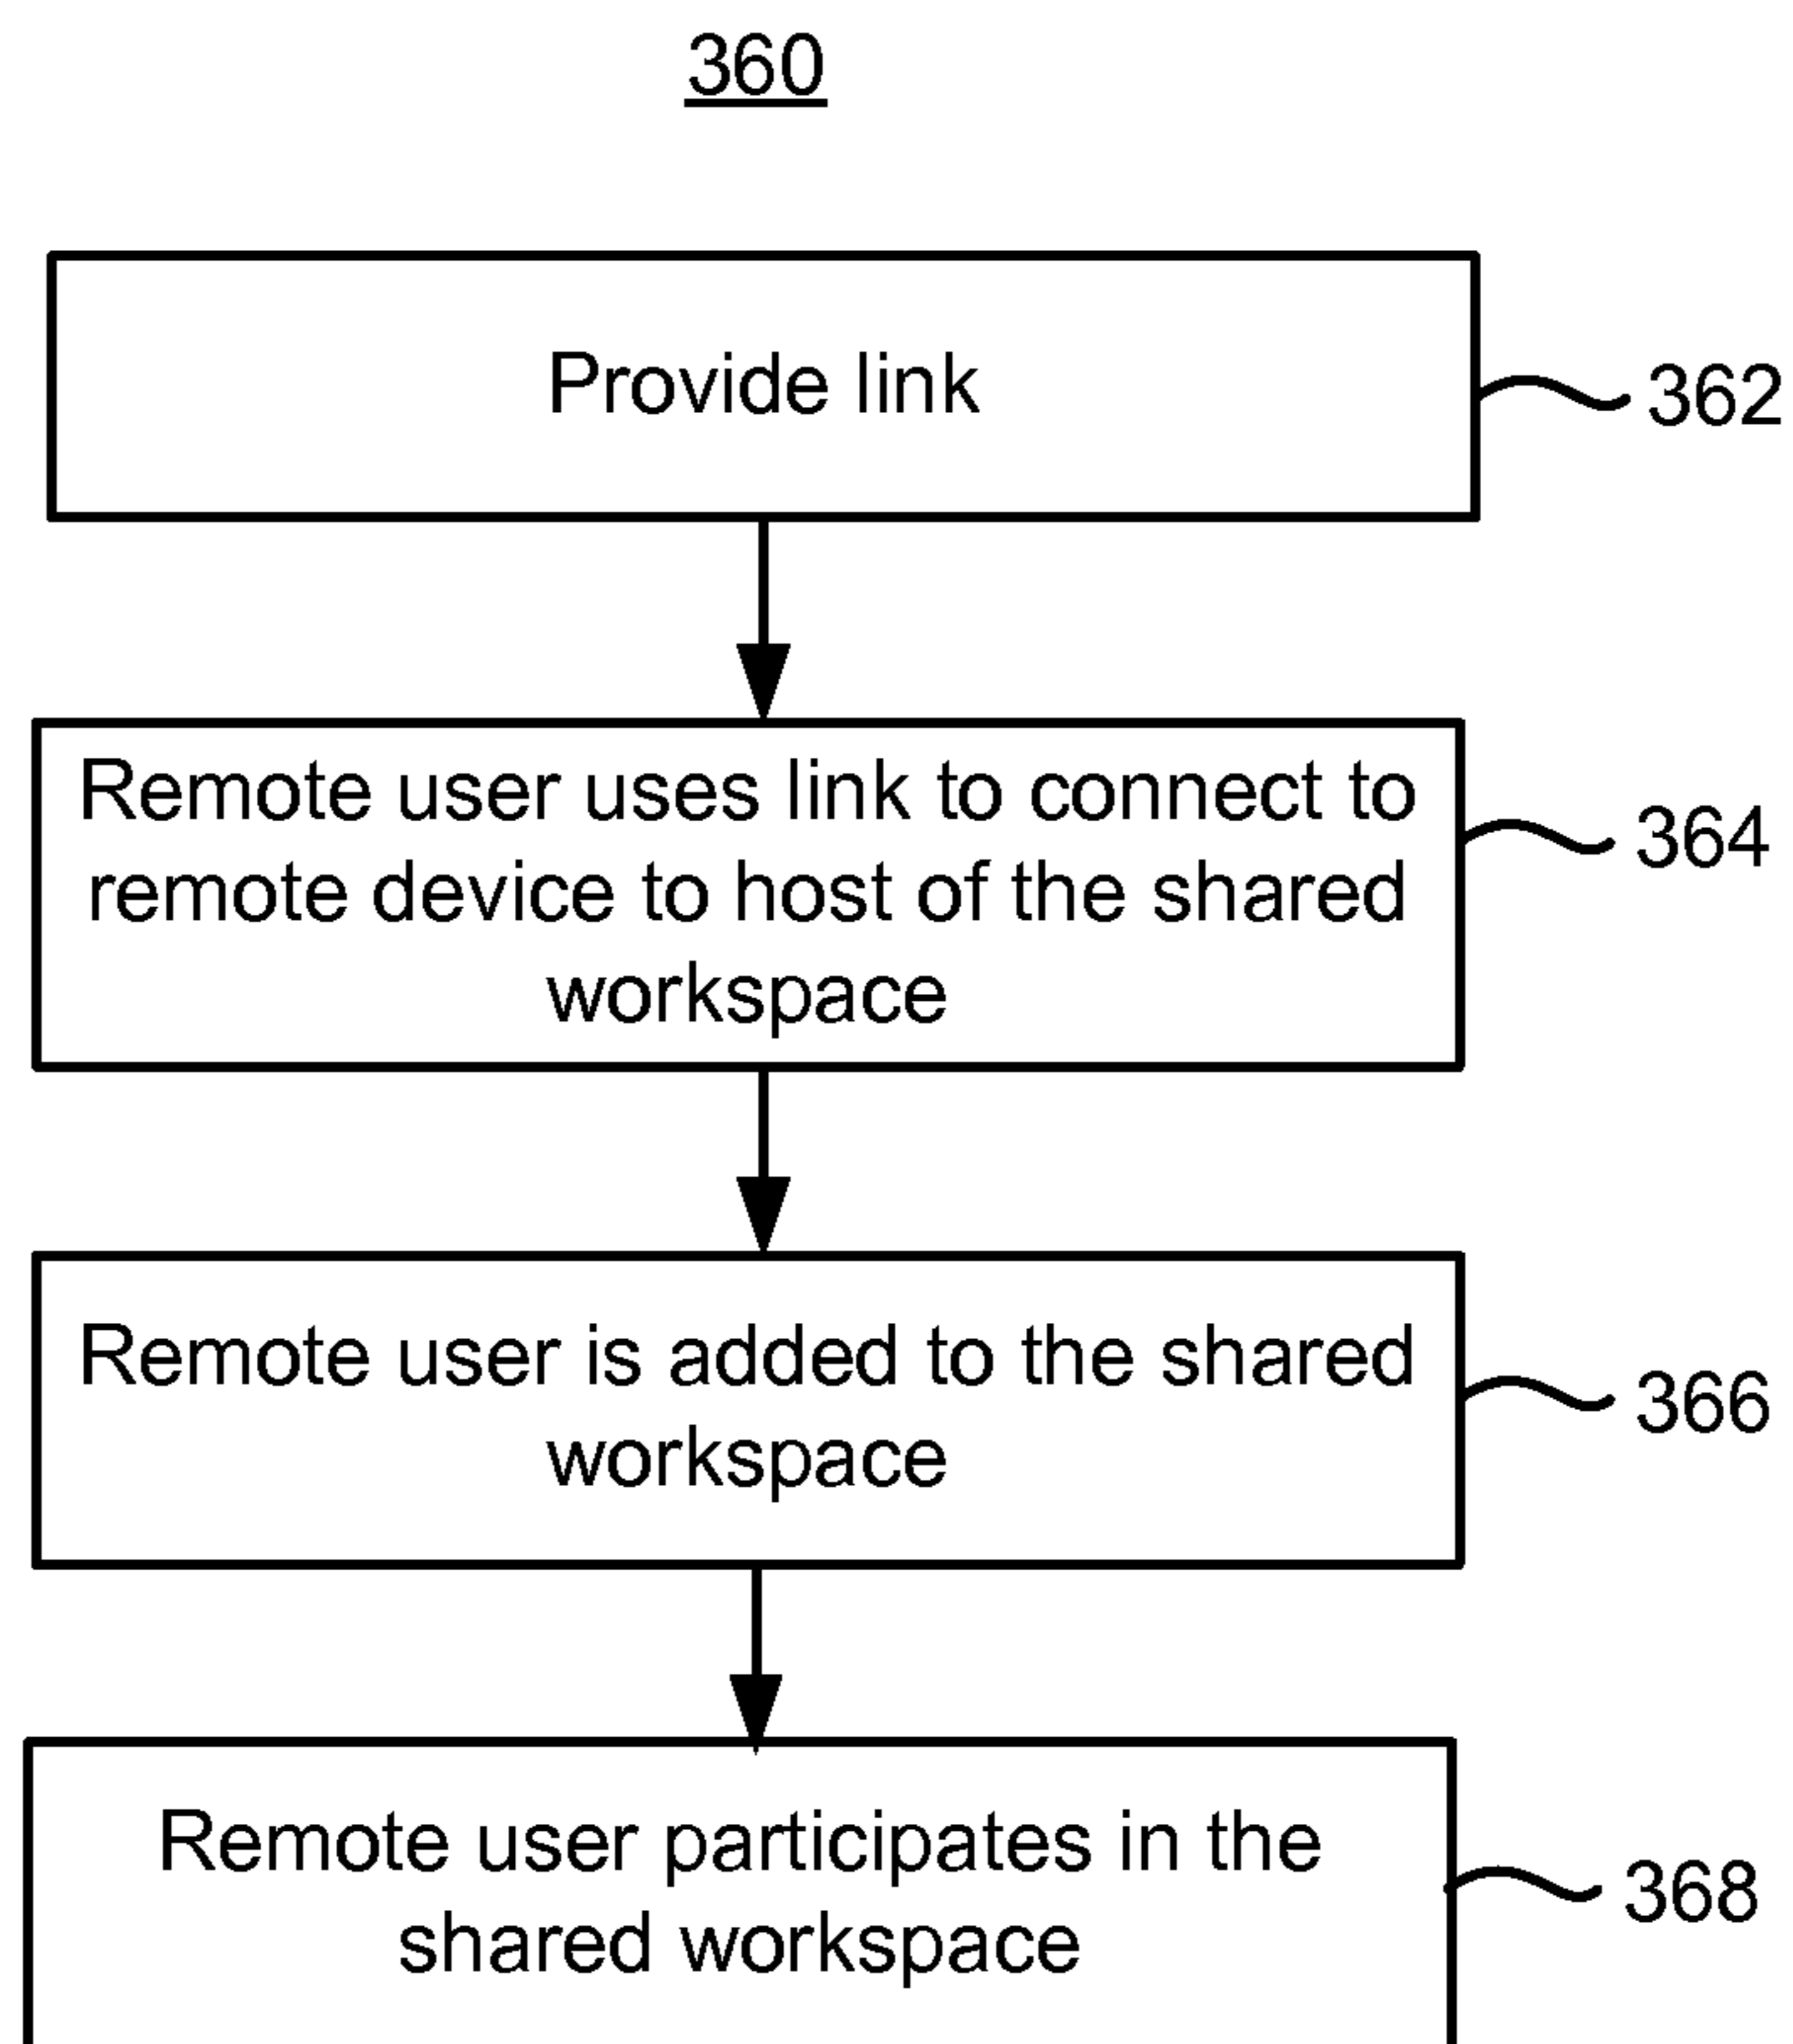 360
Provide link
362
Remote user uses link to connect to
remote device to host of the shared
workspace
364
Remote user is added to the shared
workspace
366
Remote user participates in the
shared workspace
368